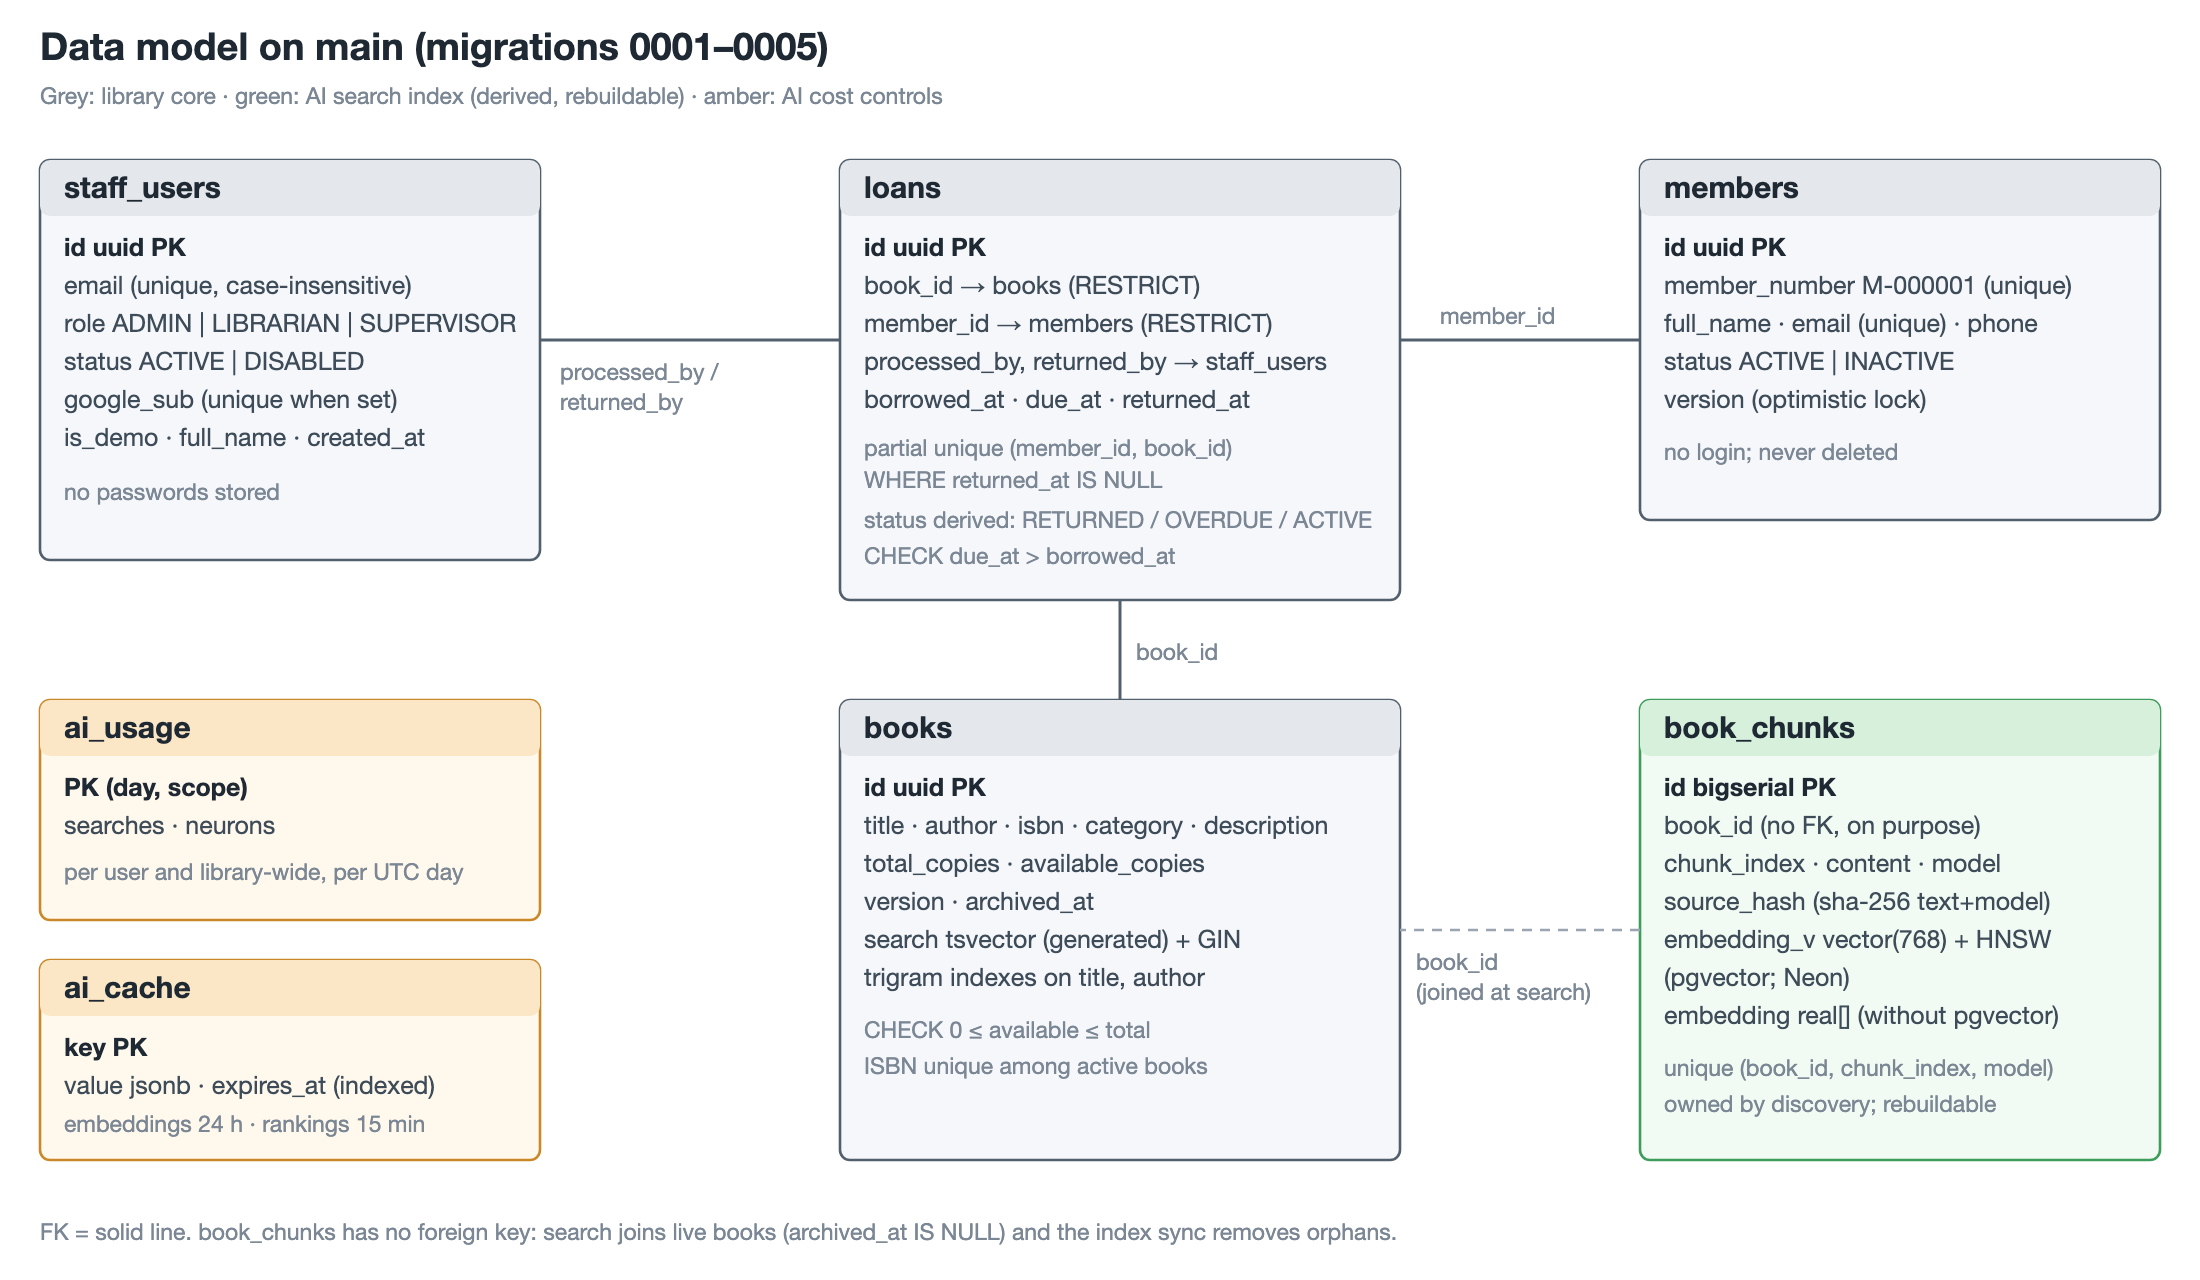 Data model on main (migrations 0001–0005)
Grey: library core · green: AI search index (derived, rebuildable) · amber: AI cost controls
staff_users
id uuid PK
email (unique, case-insensitive)
role ADMIN | LIBRARIAN | SUPERVISOR
status ACTIVE | DISABLED
google_sub (unique when set)
is_demo · full_name · created_at
no passwords stored
processed_by /
returned_by
loans
id uuid PK
book_id → books (RESTRICT)
member_id → members (RESTRICT)
processed_by, returned_by → staff_users
borrowed_at · due_at · returned_at
partial unique (member_id, book_id)
WHERE returned_at IS NULL
status derived: RETURNED / OVERDUE / ACTIVE
CHECK due_at > borrowed_at
member_id
members
id uuid PK
member_number M-000001 (unique)
full_name · email (unique) · phone
status ACTIVE | INACTIVE
version (optimistic lock)
no login; never deleted
book_id
ai_usage
PK (day, scope)
searches · neurons
per user and library-wide, per UTC day
ai_cache
key PK
value jsonb · expires_at (indexed)
embeddings 24 h · rankings 15 min
books
id uuid PK
title · author · isbn · category · description
total_copies · available_copies
version · archived_at
search tsvector (generated) + GIN
trigram indexes on title, author
CHECK 0 ≤ available ≤ total
ISBN unique among active books
book_id
(joined at search)
book_chunks
id bigserial PK
book_id (no FK, on purpose)
chunk_index · content · model
source_hash (sha-256 text+model)
embedding_v vector(768) + HNSW
(pgvector; Neon)
embedding real[] (without pgvector)
unique (book_id, chunk_index, model)
owned by discovery; rebuildable
FK = solid line. book_chunks has no foreign key: search joins live books (archived_at IS NULL) and the index sync removes orphans.